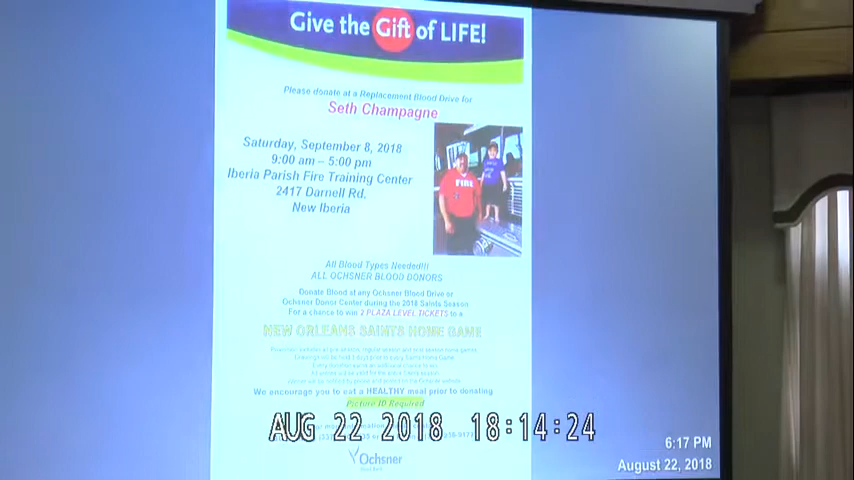 Give the Gift of LIFE!
Please donate at a Replacement Blood Drive for
Seth Champagne
Saturday, September 8, 2018
9:00 am – 5:00 pm
Iberia Parish Fire Training Center
2417 Darnell Rd.
New Iberia
FIRE
All Blood Types Needed!!!
ALL OCHSNER BLOOD DONORS
Donate Blood at any Ochsner Blood Drive or
Ochsner Donor Center during the 2018 Saints Season
For a chance to win 2 PLAZA LEVEL TICKETS to a
NEW ORLEANS SAINTS HOME GAME
We encourage you to eat a HEALTHY meal prior to donating
Picture ID Required
AUG 22 2018 18:14:24
Ochsner
6:17 PM
August 22, 2018